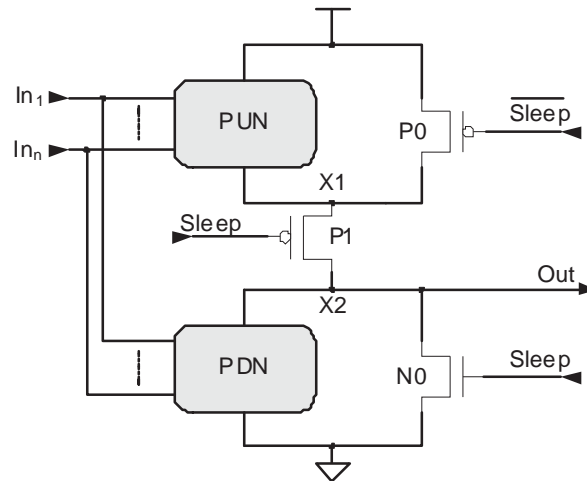 In1
Inn
PUN
P0
Sleep
X1
Sleep
P1
X2
Out
PDN
N0
Sleep